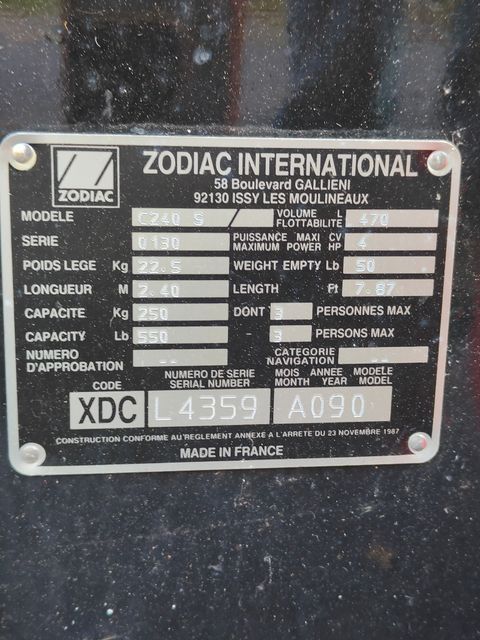 ZODIAC
ZODIAC INTERNATIONAL
58 Boulevard GALLIENI
92130 ISSY LES MOULINEAUX
MODELE C240 S / VOLUME L FLOTTABILITE 470
SERIE 0130 PUISSANCE MAXI CV MAXIMUM POWER HP 4
POIDS LEGE Kg 22.5 WEIGHT EMPTY Lb 50
LONGUEUR M 2.40 LENGTH Ft 7.87
CAPACITE Kg 250 DONT 3 PERSONNES MAX
CAPACITY Lb 550 - 3 PERSONS MAX
NUMERO D'APPROBATION -- CATEGORIE NAVIGATION --
CODE NUMERO DE SERIE SERIAL NUMBER MOIS MONTH ANNÉE YEAR MODÈLE MODEL
XDC L4359 A090
CONSTRUCTION CONFORME AU REGLEMENT ANNEXÉ A L'ARRETE DU 23 NOVEMBRE 1987
MADE IN FRANCE